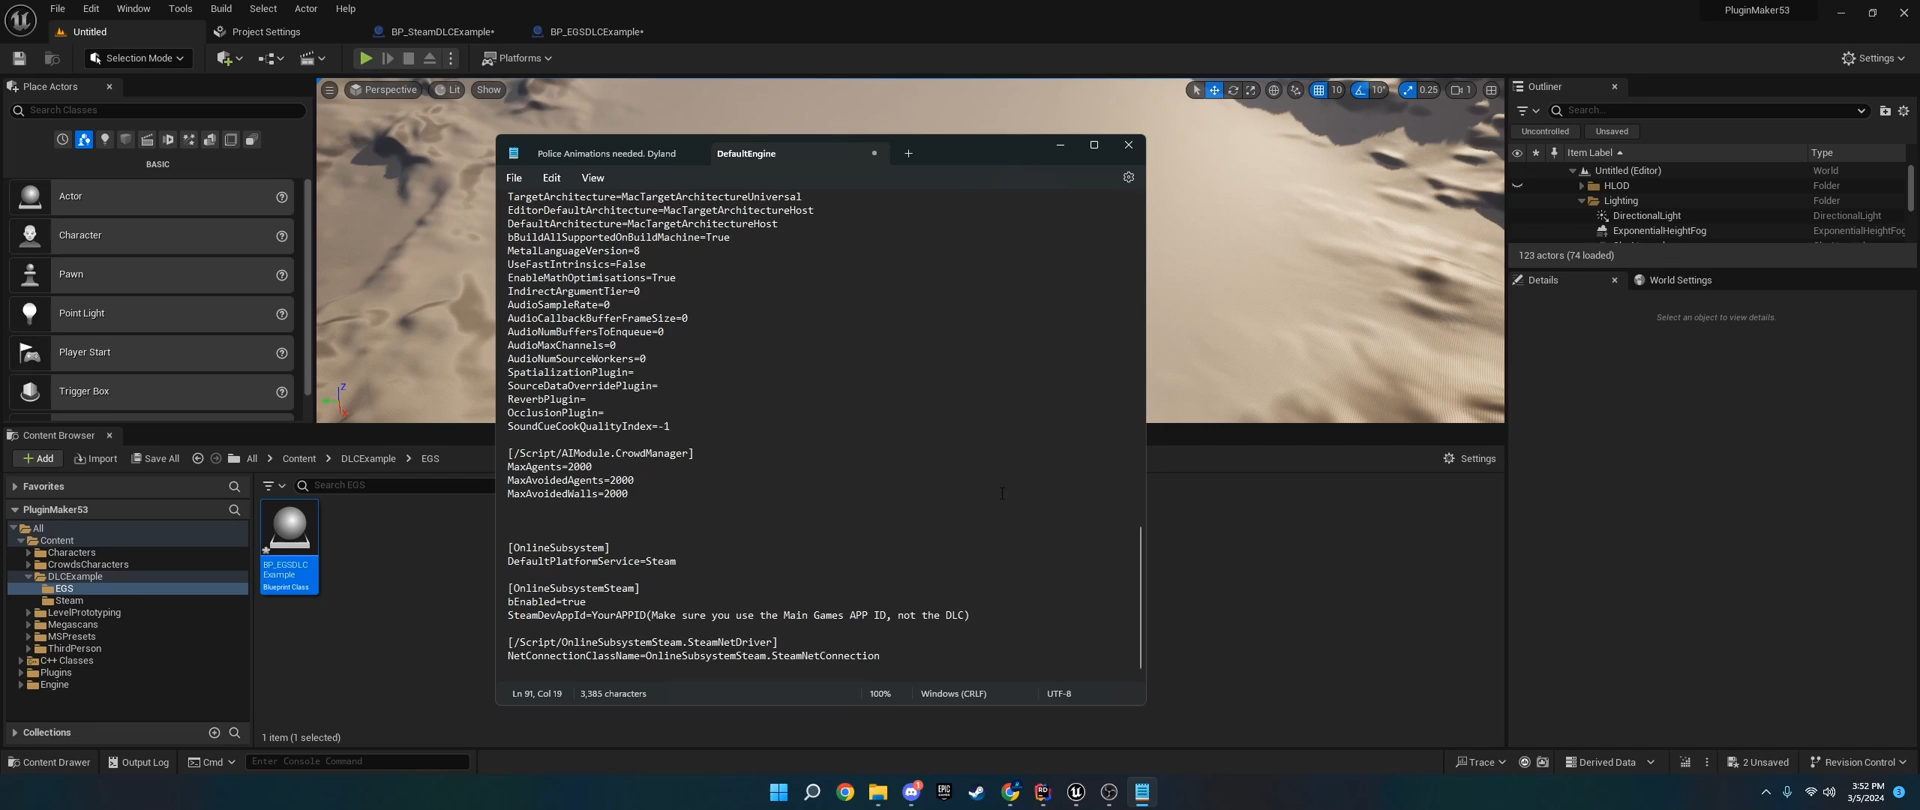 File Edit Window Tools Build Select Actor Help
PluginMaker53
Untitled Project Settings BP_SteamDLCExample* BP_EGSDLCExample*
Selection Mode Platforms Settings
Place Actors
Search Classes
BASIC
Actor
Character
Pawn
Point Light
Player Start
Trigger Box
Perspective Lit Show
10 10° 0.25 1
Police Animations needed. Dyland DefaultEngine
File Edit View
TargetArchitecture=MacTargetArchitectureUniversal
EditorDefaultArchitecture=MacTargetArchitectureHost
DefaultArchitecture=MacTargetArchitectureHost
bBuildAllSupportedOnBuildMachine=True
MetalLanguageVersion=8
UseFastIntrinsics=False
EnableMathOptimisations=True
IndirectArgumentTier=0
AudioSampleRate=0
AudioCallbackBufferFrameSize=0
AudioNumBuffersToEnqueue=0
AudioMaxChannels=0
AudioNumSourceWorkers=0
SpatializationPlugin=
SourceDataOverridePlugin=
ReverbPlugin=
OcclusionPlugin=
SoundCueCookQualityIndex=-1
[/Script/AIModule.CrowdManager]
MaxAgents=2000
MaxAvoidedAgents=2000
MaxAvoidedWalls=2000
[OnlineSubsystem]
DefaultPlatformService=Steam
[OnlineSubsystemSteam]
bEnabled=true
SteamDevAppId=YourAPPID(Make sure you use the Main Games APP ID, not the DLC)
[/Script/OnlineSubsystemSteam.SteamNetDriver]
NetConnectionClassName=OnlineSubsystemSteam.SteamNetConnection
Ln 91, Col 19 3,385 characters 100% Windows (CRLF) UTF-8
Outliner
Search...
Uncontrolled Unsaved
Item Label Type
Untitled (Editor) World
HLOD Folder
Lighting Folder
DirectionalLight DirectionalLight
ExponentialHeightFog ExponentialHeightFog
123 actors (74 loaded)
Details World Settings
Select an object to view details.
Content Browser
Add Import Save All All Content DLCExample EGS Settings
Favorites
Search EGS
PluginMaker53
All
Content
Characters
CrowdsCharacters
DLCExample
EGS
Steam
LevelPrototyping
Megascans
MSPresets
ThirdPerson
C++ Classes
Plugins
Engine
Collections
BP_EGSDLC
Example
Blueprint Class
1 item (1 selected)
Content Drawer Output Log Cmd Enter Console Command Trace Derived Data 2 Unsaved Revision Control
EPIC
RD
3:52 PM
3/5/2024
3